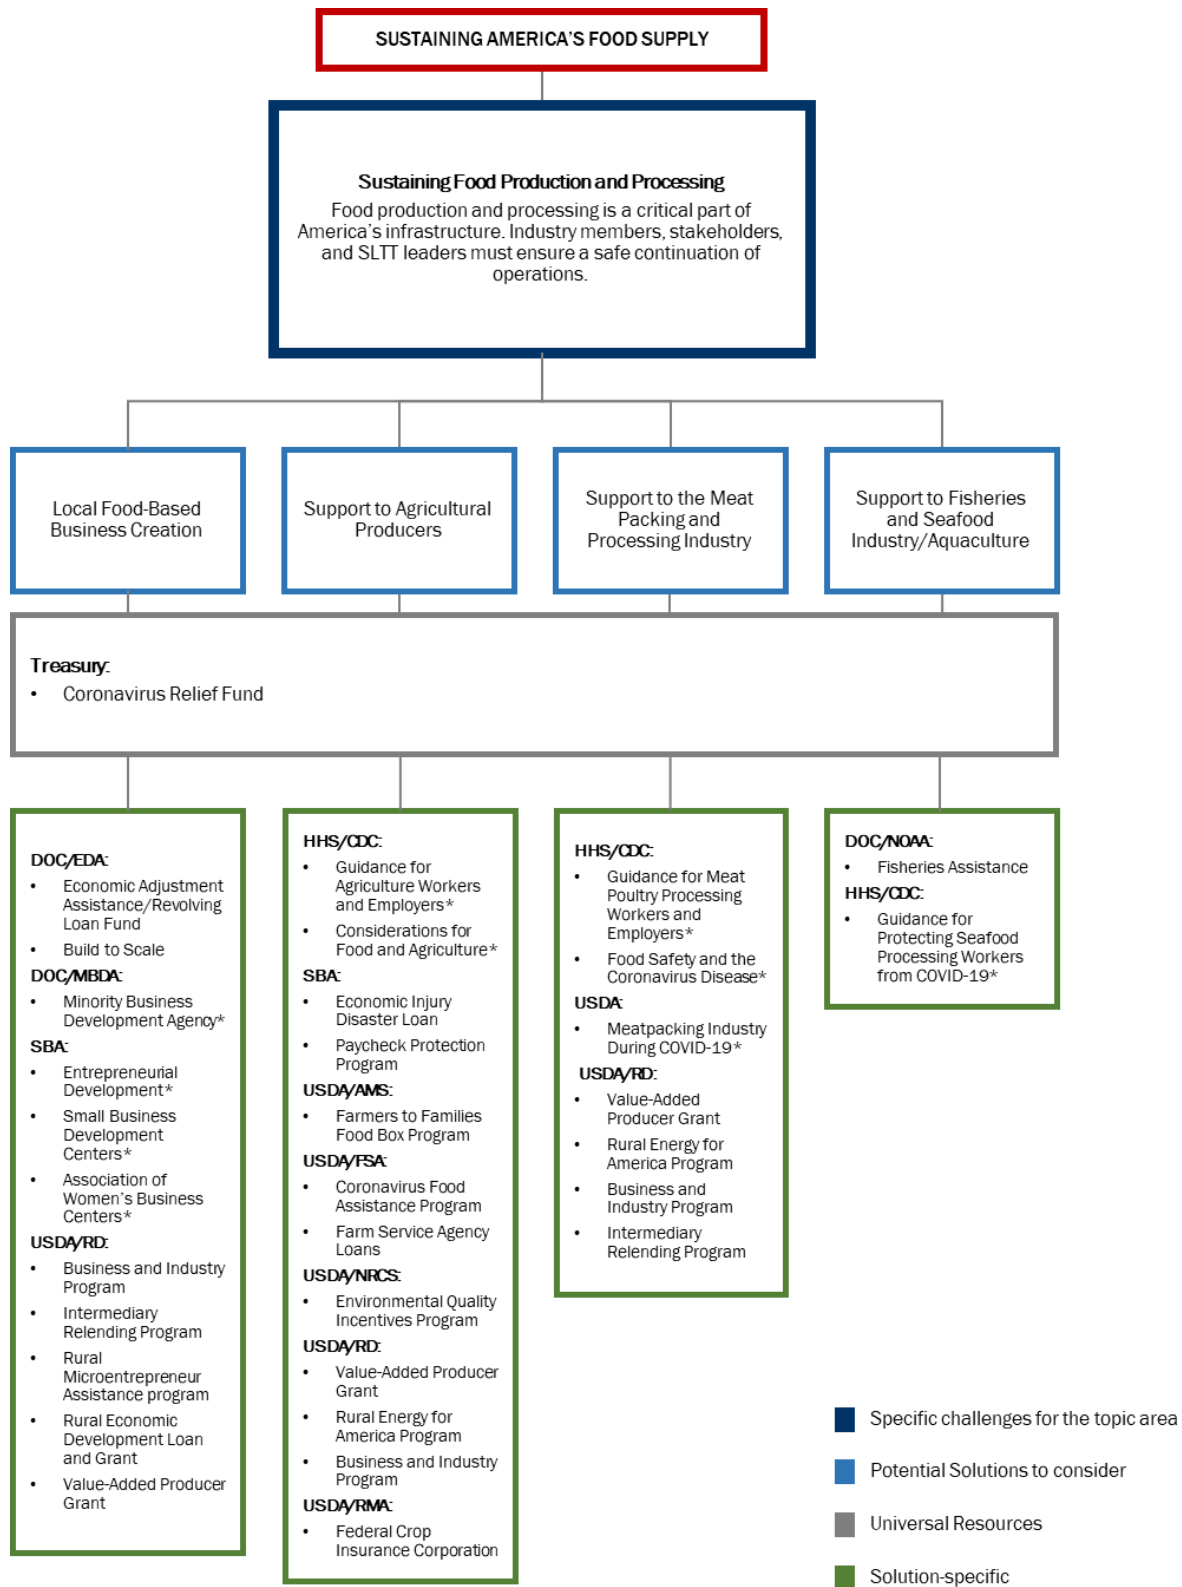 SUSTAINING AMERICA'S FOOD SUPPLY
Sustaining Food Production and Processing
Food production and processing is a critical part of
America's infrastructure. Industry members, stakeholders,
and SLTT leaders must ensure a safe continuation of
operations.
Local Food-Based
Business Creation
Support to Agricultural
Producers
Support to the Meat
Packing and
Processing Industry
Support to Fisheries
and Seafood
Industry/Aquaculture
Treasury:
• Coronavirus Relief Fund
DOC/EDA:
• Economic Adjustment
Assistance/Revolving
Loan Fund
• Build to Scale
DOC/MBDA:
• Minority Business
Development Agency*
SBA:
• Entrepreneurial
Development*
• Small Business
Development
Centers*
• Association of
Women's Business
Centers*
USDA/RD:
• Business and Industry
Program
• Intermediary
Relending Program
• Rural
Microentrepreneur
Assistance program
• Rural Economic
Development Loan
and Grant
• Value-Added Producer
Grant
HHS/CDC:
• Guidance for
Agriculture Workers
and Employers*
• Considerations for
Food and Agriculture*
SBA:
• Economic Injury
Disaster Loan
• Paycheck Protection
Program
USDA/AMS:
• Farmers to Families
Food Box Program
USDA/FSA:
• Coronavirus Food
Assistance Program
• Farm Service Agency
Loans
USDA/NRCS:
• Environmental Quality
Incentives Program
USDA/RD:
• Value-Added Producer
Grant
• Rural Energy for
America Program
• Business and Industry
Program
USDA/RMA:
• Federal Crop
Insurance Corporation
HHS/CDC:
• Guidance for Meat
Poultry Processing
Workers and
Employers*
• Food Safety and the
Coronavirus Disease*
USDA:
• Meatpacking Industry
During COVID-19*
USDA/RD:
• Value-Added
Producer Grant
• Rural Energy for
America Program
• Business and
Industry Program
• Intermediary
Relending Program
DOC/NOAA:
• Fisheries Assistance
HHS/CDC:
• Guidance for
Protecting Seafood
Processing Workers
from COVID-19*
Specific challenges for the topic area
Potential Solutions to consider
Universal Resources
Solution-specific